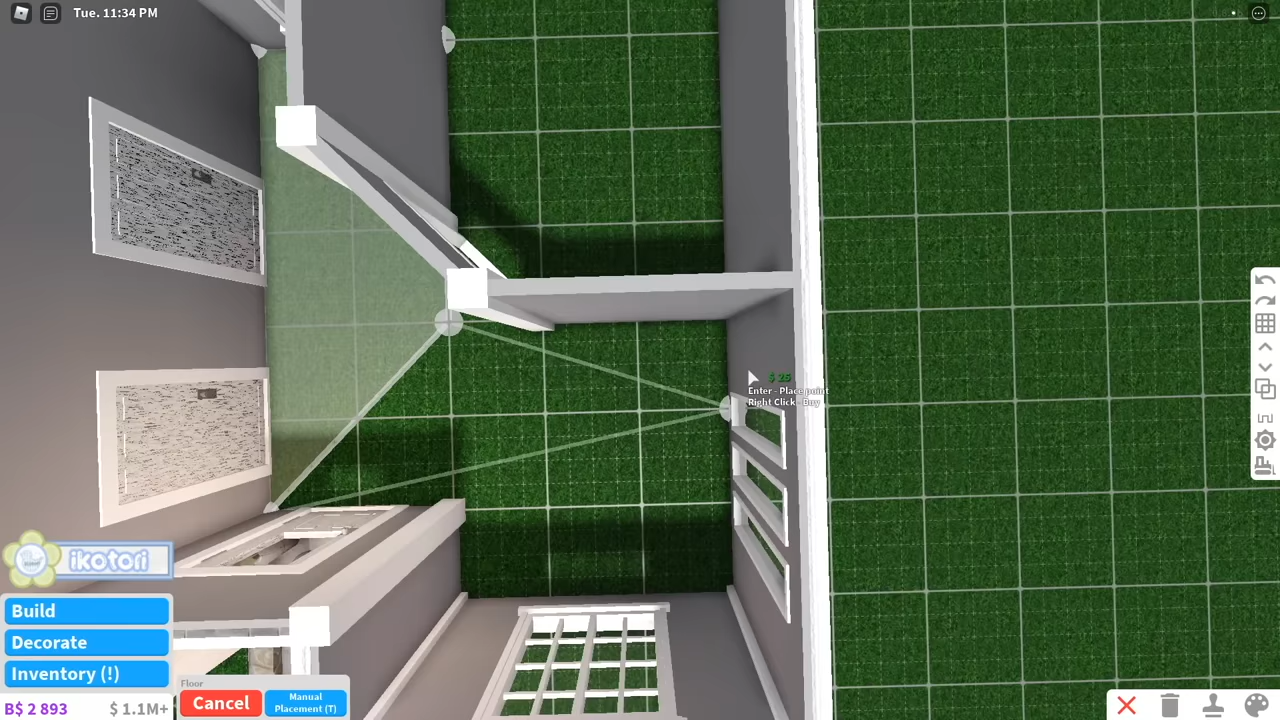 Tue. 11:34 PM
$ 25
Enter - Place point
Right Click - Buy
ikotori
Build
Decorate
Inventory (!)
B$ 2 893 $ 1.1M+
Floor
Cancel
Manual
Placement (T)